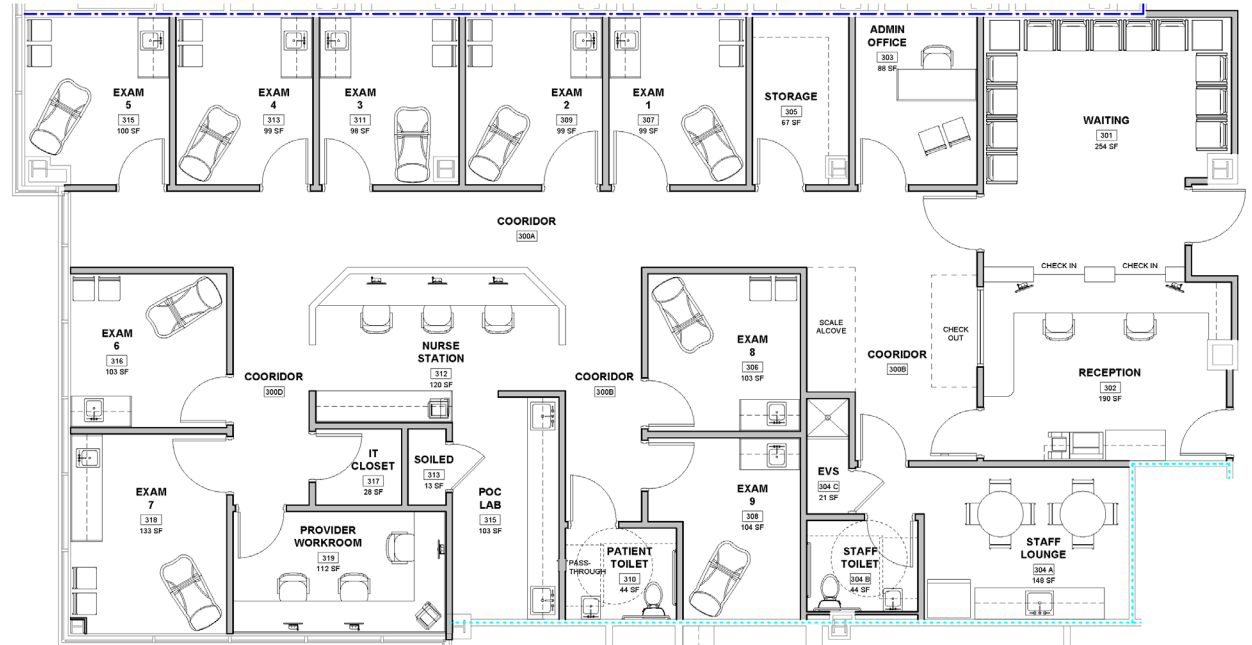 EXAM
5
315
100 SF
EXAM
4
313
99 SF
EXAM
3
311
98 SF
EXAM
2
309
99 SF
EXAM
1
307
99 SF
STORAGE
305
67 SF
ADMIN
OFFICE
303
88 SF
WAITING
301
254 SF
COORIDOR
300A
CHECK IN
CHECK IN
EXAM
6
316
103 SF
COORIDOR
300D
NURSE
STATION
312
120 SF
COORIDOR
300B
EXAM
8
306
103 SF
SCALE
ALCOVE
COORIDOR
300B
CHECK
OUT
RECEPTION
302
190 SF
EXAM
7
318
133 SF
IT
CLOSET
317
28 SF
SOILED
313
13 SF
POC
LAB
315
103 SF
EXAM
9
308
104 SF
EVS
304 C
21 SF
PROVIDER
WORKROOM
319
112 SF
PASS-
THROUGH
PATIENT
TOILET
310
44 SF
STAFF
TOILET
304 B
44 SF
STAFF
LOUNGE
304 A
148 SF